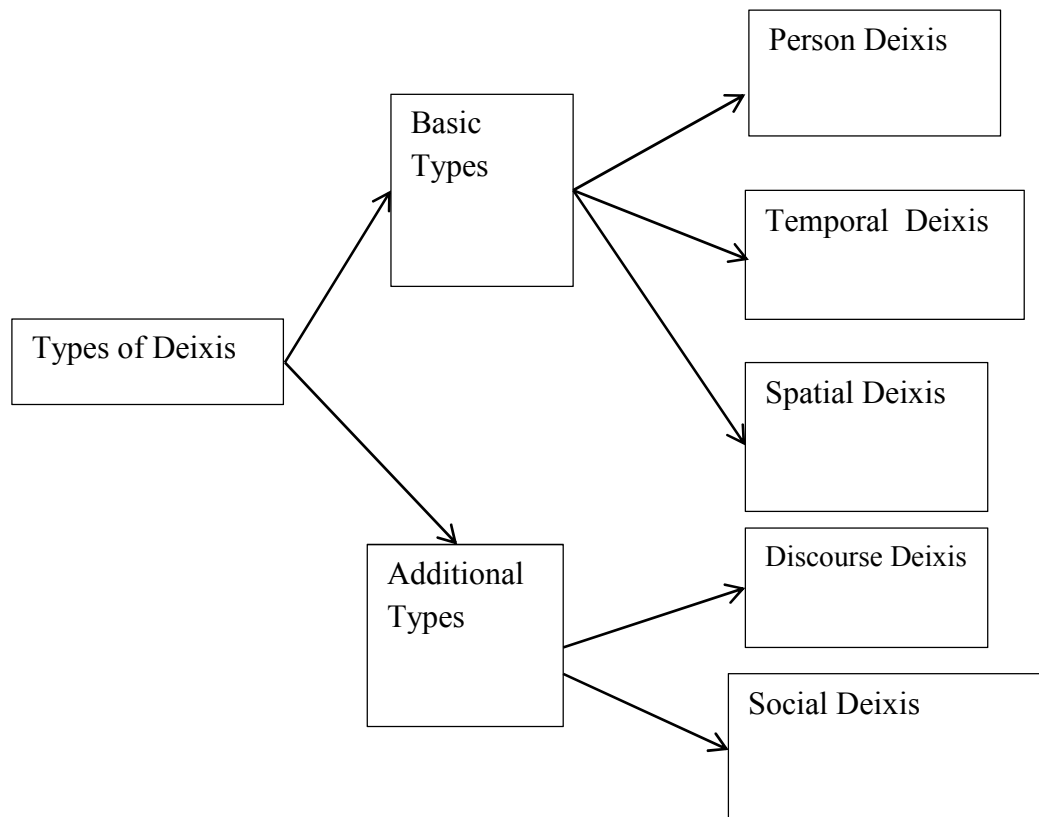 Types of Deixis
Basic
Types
Person Deixis
Temporal  Deixis
Spatial Deixis
Additional
Types
Discourse Deixis
Social Deixis